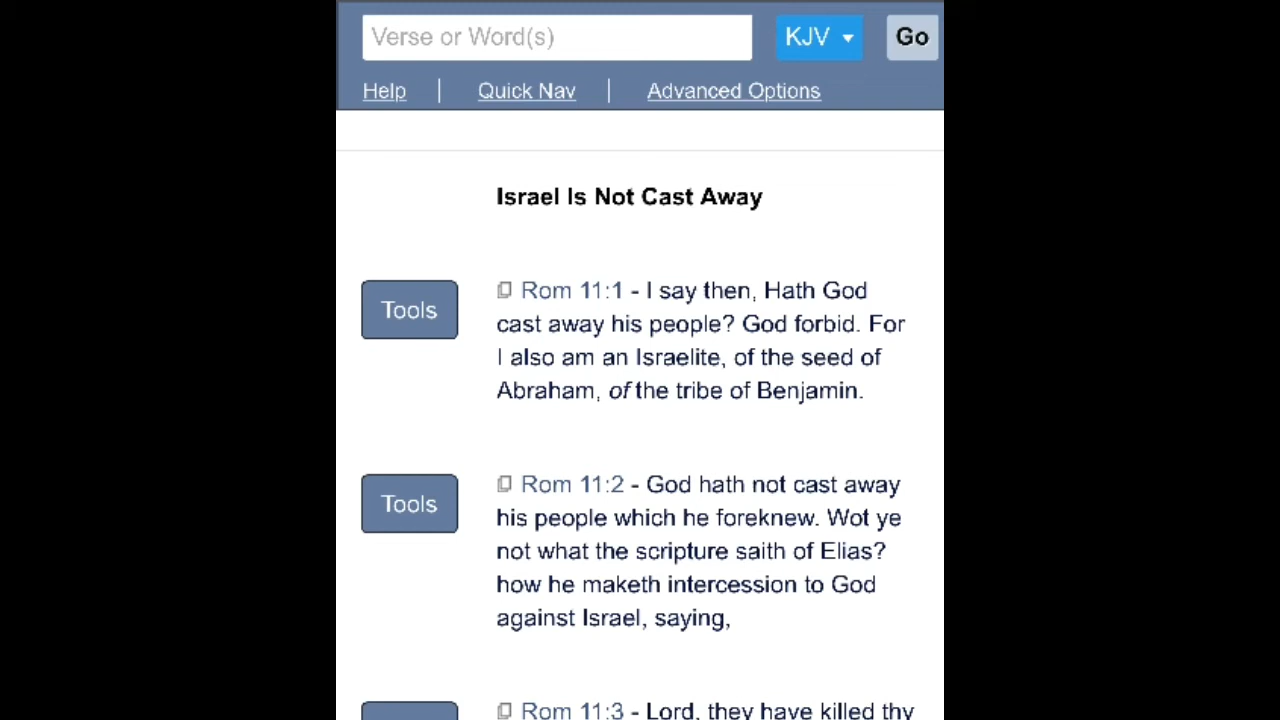 Verse or Word(s) KJV Go
Help | Quick Nav | Advanced Options
Israel Is Not Cast Away
Tools
Rom 11:1 - I say then, Hath God
cast away his people? God forbid. For
I also am an Israelite, of the seed of
Abraham, of the tribe of Benjamin.
Tools
Rom 11:2 - God hath not cast away
his people which he foreknew. Wot ye
not what the scripture saith of Elias?
how he maketh intercession to God
against Israel, saying,
Rom 11:3 - Lord, they have killed thy